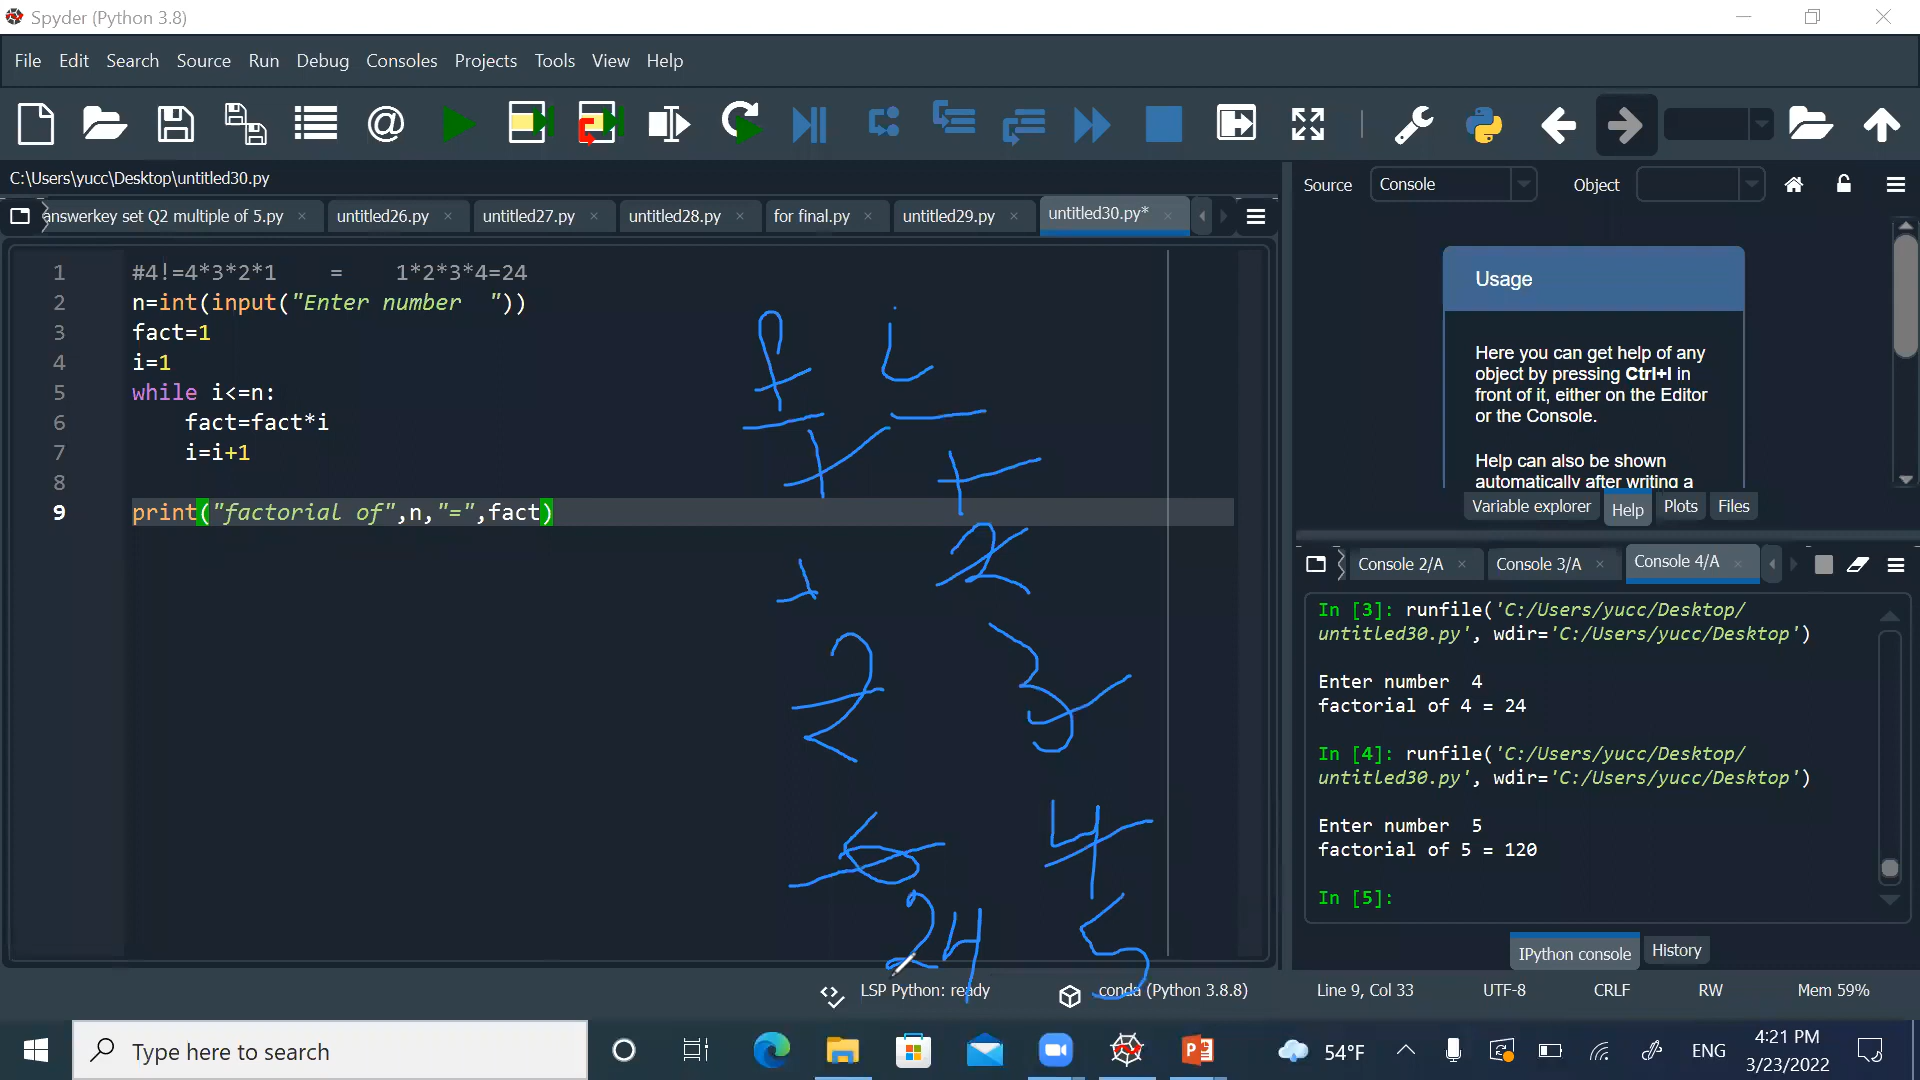 Spyder (Python 3.8)
File Edit Search Source Run Debug Consoles Projects Tools View Help
C:\Users\yucc\Desktop\untitled30.py
answerkey set Q2 multiple of 5.py untitled26.py untitled27.py untitled28.py for final.py untitled29.py untitled30.py*
1 #4!=4*3*2*1 = 1*2*3*4=24
2 n=int(input("Enter number "))
3 fact=1
4 i=1
5 while i<=n:
6 fact=fact*i
7 i=i+1
8
9 print("factorial of",n,"=",fact)
f i
1 1
1 2
2 3
6 4
24 5
Source Console Object
Usage
Here you can get help of any
object by pressing Ctrl+I in
front of it, either on the Editor
or the Console.
Help can also be shown
automatically after writing a
Variable explorer Help Plots Files
Console 2/A Console 3/A Console 4/A
In [3]: runfile('C:/Users/yucc/Desktop/
untitled30.py', wdir='C:/Users/yucc/Desktop')
Enter number 4
factorial of 4 = 24
In [4]: runfile('C:/Users/yucc/Desktop/
untitled30.py', wdir='C:/Users/yucc/Desktop')
Enter number 5
factorial of 5 = 120
In [5]:
IPython console History
LSP Python: ready conda (Python 3.8.8) Line 9, Col 33 UTF-8 CRLF RW Mem 59%
Type here to search
54°F ENG
4:21 PM
3/23/2022